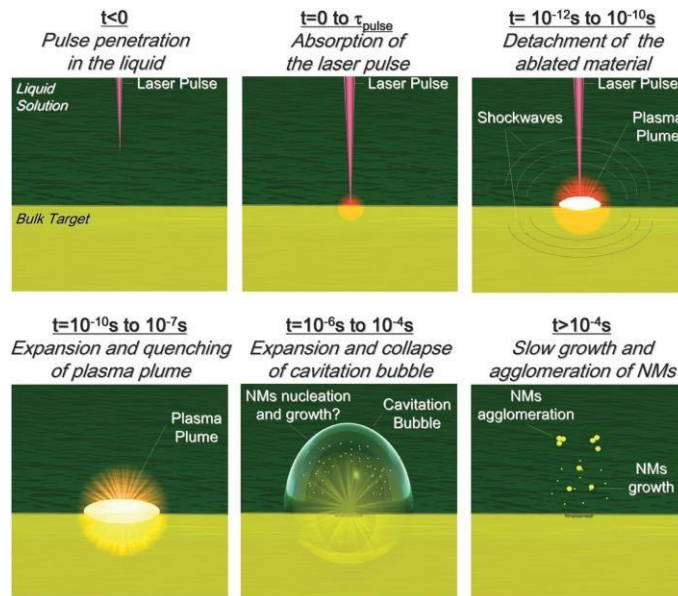 t<0
Pulse penetration
in the liquid
Liquid
Solution
Laser Pulse
Bulk Target
t=0 to τpulse
Absorption of
the laser pulse
Laser Pulse
t= 10⁻¹²s to 10⁻¹⁰s
Detachment of the
ablated material
Laser Pulse
Shockwaves
Plasma
Plume
t=10⁻¹⁰s to 10⁻⁷s
Expansion and quenching
of plasma plume
Plasma
Plume
t=10⁻⁶s to 10⁻⁴s
Expansion and collapse
of cavitation bubble
NMs nucleation
and growth?
Cavitation
Bubble
t>10⁻⁴s
Slow growth and
agglomeration of NMs
NMs
agglomeration
NMs
growth